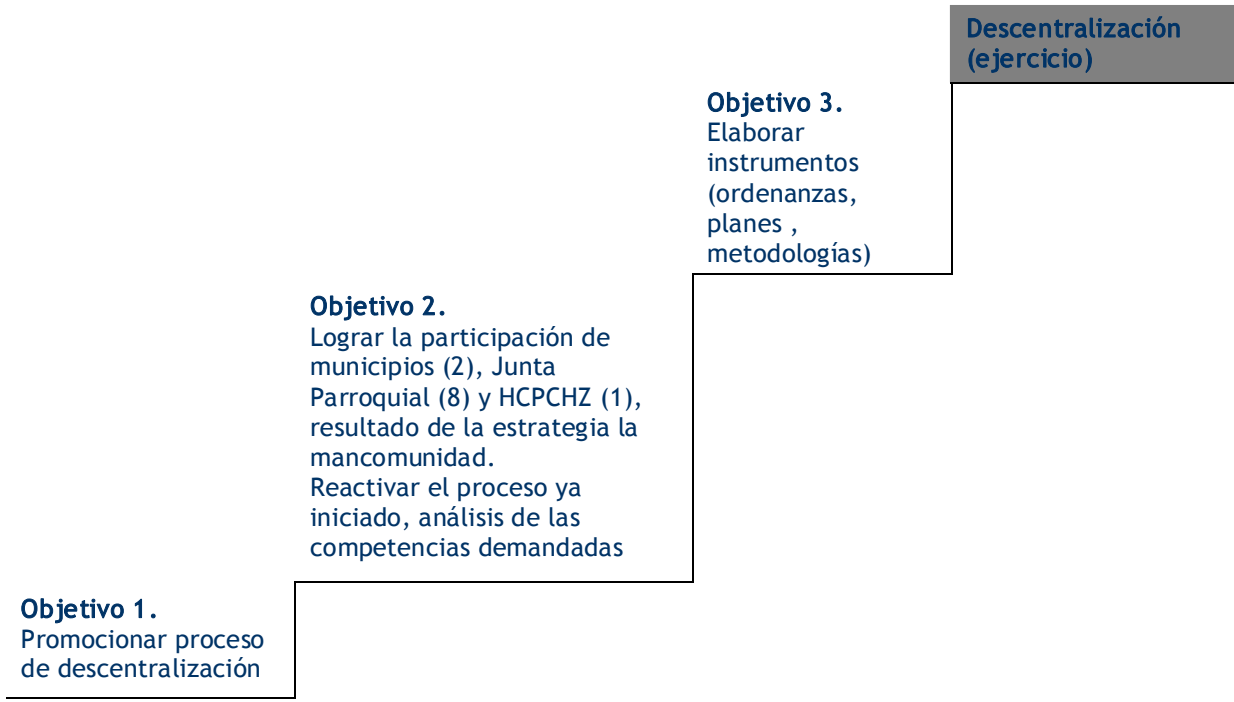 Descentralización
(ejercicio)
Objetivo 3.
Elaborar
instrumentos
(ordenanzas,
planes ,
metodologías)
Objetivo 2.
Lograr la participación de
municipios (2), Junta
Parroquial (8) y HCPCHZ (1),
resultado de la estrategia la
mancomunidad.
Reactivar el proceso ya
iniciado, análisis de las
competencias demandadas
Objetivo 1.
Promocionar proceso
de descentralización